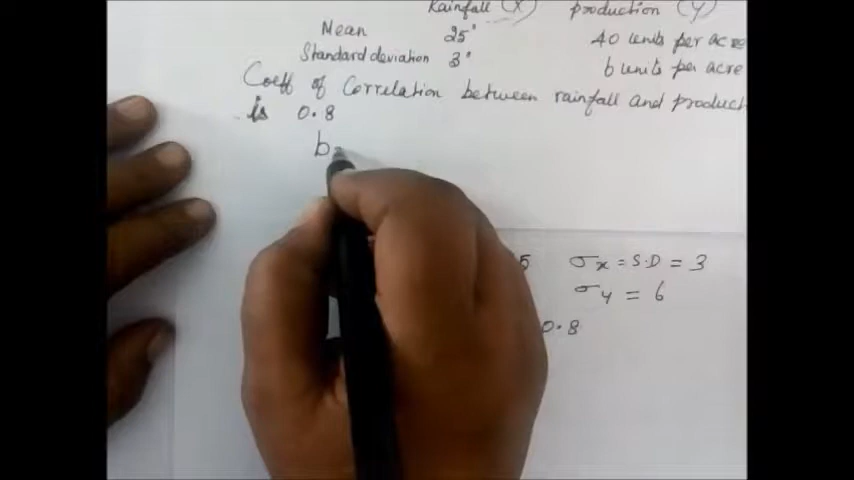 Rainfall (X) production (Y)
Mean 25" 40 units per acre
Standard deviation 3" 6 units per acre
Coeff of Correlation between rainfall and product
is 0.8
b
5 σx = S.D = 3
σy = 6
0.8